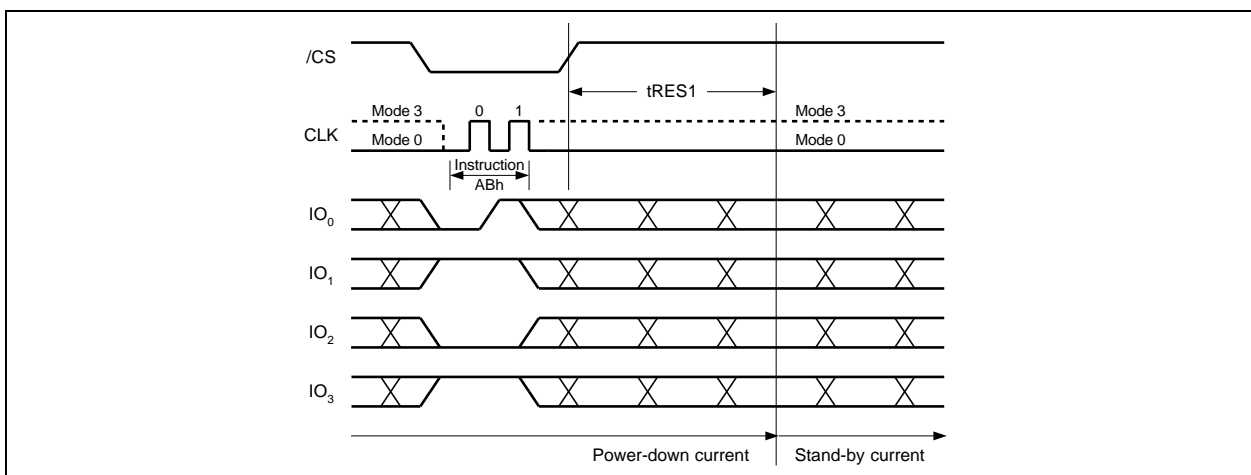 /CS
tRES1
Mode 3 0 1 Mode 3
CLK
Mode 0 Mode 0
Instruction
ABh
IO0
IO1
IO2
IO3
Power-down current Stand-by current